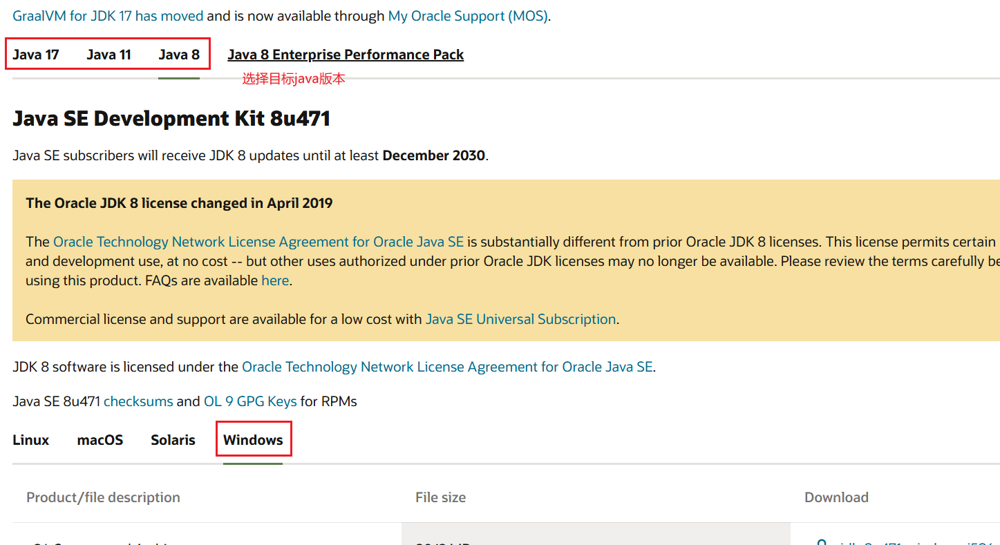 GraalVM for JDK 17 has moved and is now available through My Oracle Support (MOS).
Java 17 Java 11 Java 8 Java 8 Enterprise Performance Pack
选择目标java版本
Java SE Development Kit 8u471
Java SE subscribers will receive JDK 8 updates until at least December 2030.
The Oracle JDK 8 license changed in April 2019
The Oracle Technology Network License Agreement for Oracle Java SE is substantially different from prior Oracle JDK 8 licenses. This license permits certain
and development use, at no cost -- but other uses authorized under prior Oracle JDK licenses may no longer be available. Please review the terms carefully
using this product. FAQs are available here.
Commercial license and support are available for a low cost with Java SE Universal Subscription.
JDK 8 software is licensed under the Oracle Technology Network License Agreement for Oracle Java SE.
Java SE 8u471 checksums and OL 9 GPG Keys for RPMs
Linux macOS Solaris Windows
Product/file description File size Download